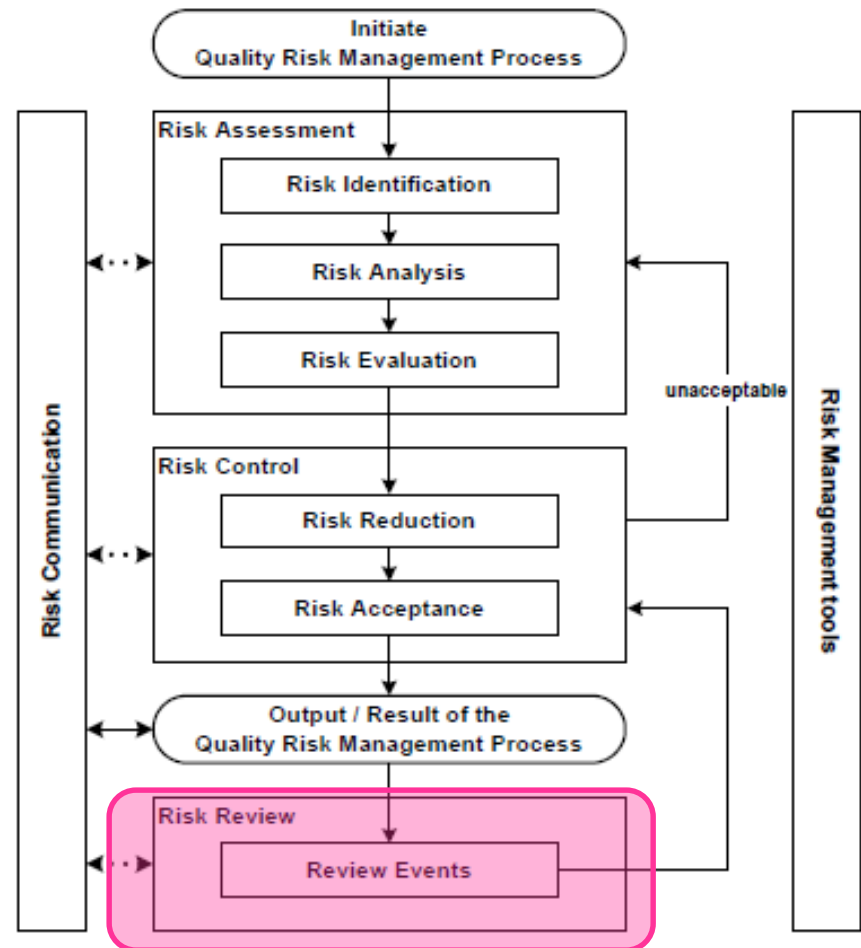 Initiate
Quality Risk Management Process
Risk Assessment
Risk Identification
Risk Analysis
Risk Evaluation
unacceptable
Risk Communication
Risk Management tools
Risk Control
Risk Reduction
Risk Acceptance
Output / Result of the
Quality Risk Management Process
Risk Review
Review Events